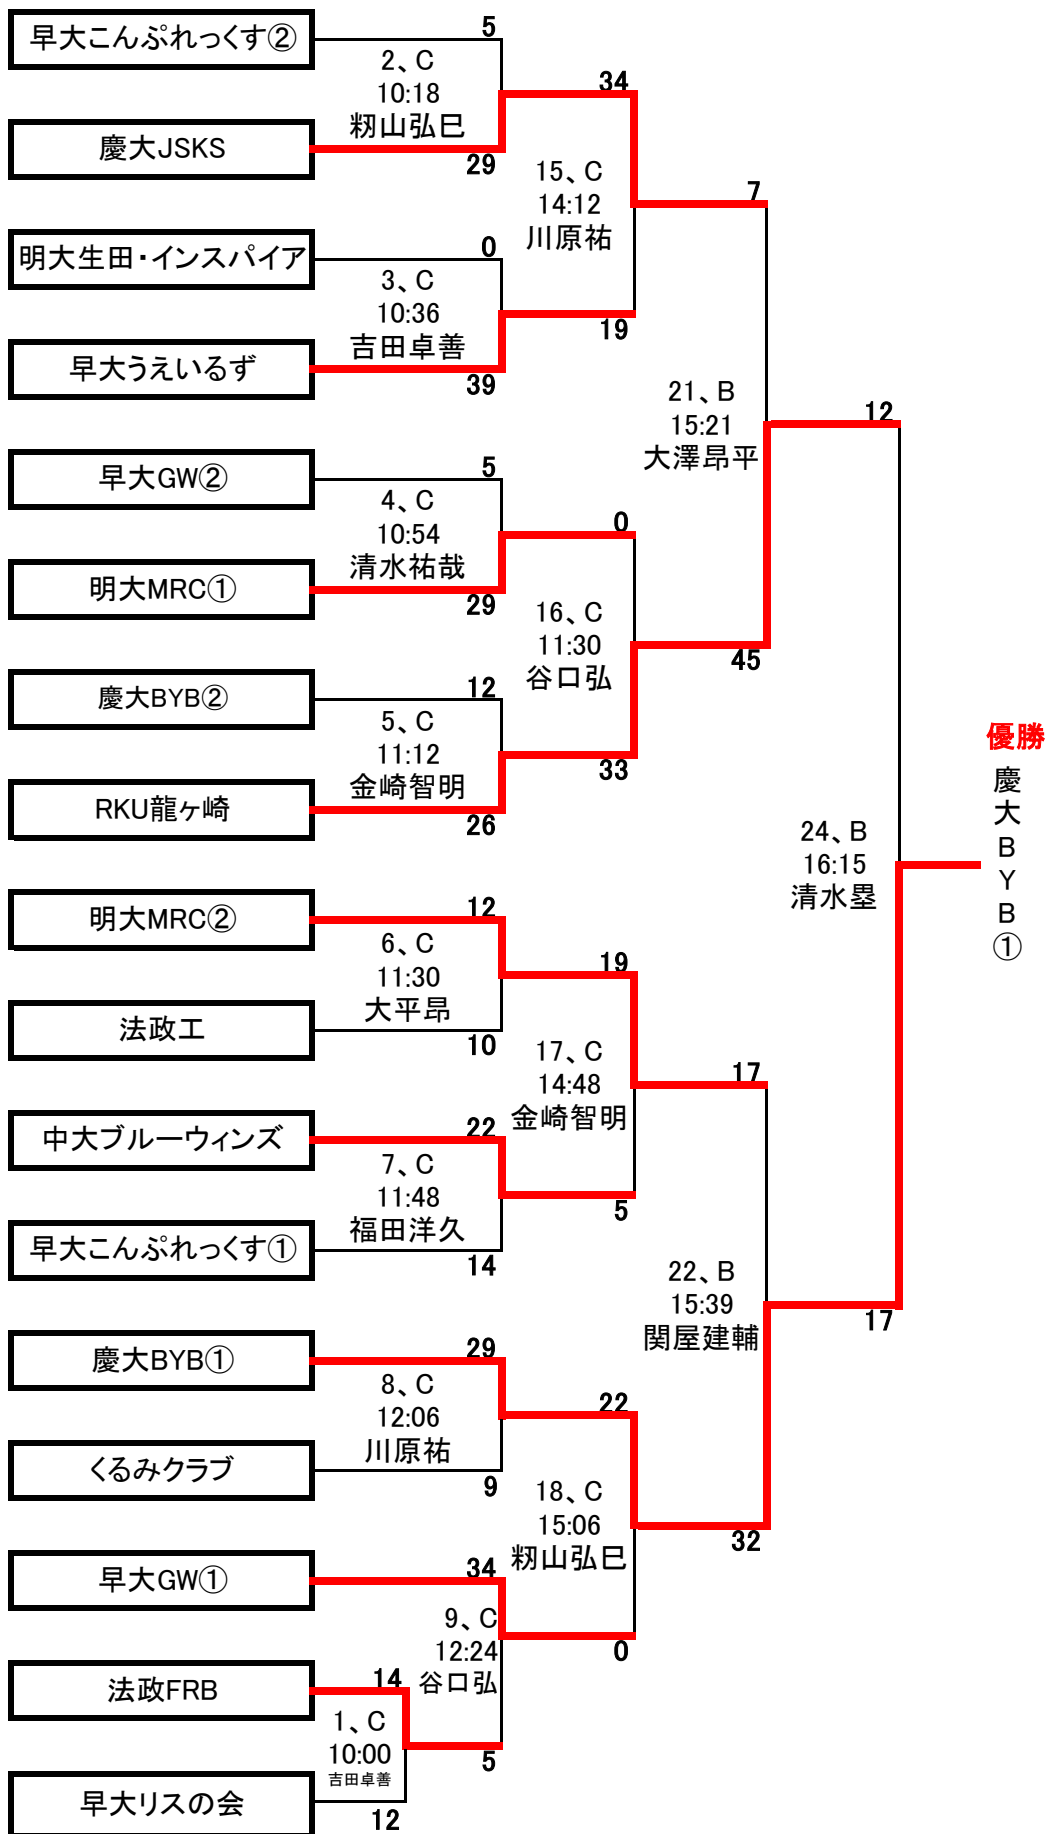 早大こんぷれっくす②
5
2、C
10:18
籾山弘巳
34
慶大JSKS
29
15、C
14:12
川原祐
7
明大生田・インスパイア
0
3、C
10:36
吉田卓善
19
早大うえいるず
39
21、B
15:21
大澤昂平
12
早大GW②
5
4、C
10:54
清水祐哉
0
明大MRC①
29
16、C
11:30
谷口弘
45
慶大BYB②
12
5、C
11:12
金崎智明
33
RKU龍ヶ崎
26
優勝
慶大BYB①
24、B
16:15
清水塁
明大MRC②
12
6、C
11:30
大平昂
19
法政工
10
17、C
14:48
金崎智明
17
中大ブルーウィンズ
22
7、C
11:48
福田洋久
5
早大こんぷれっくす①
14
22、B
15:39
関屋建輔
17
慶大BYB①
29
8、C
12:06
川原祐
22
くるみクラブ
9
18、C
15:06
籾山弘巳
32
早大GW①
34
9、C
12:24
谷口弘
0
法政FRB
14
1、C
10:00
吉田卓善
5
早大リスの会
12